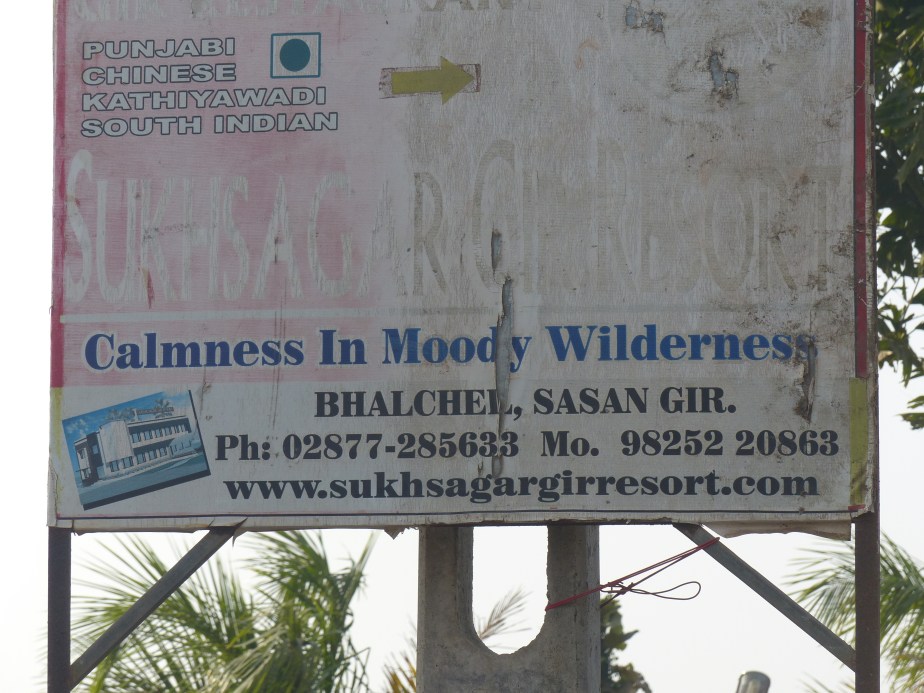 PUNJABI
CHINESE
KATHIYAWADI
SOUTH INDIAN
SUKHSAGAR GIR RESORT
Calmness In Moody Wilderness
BHALCHEL, SASAN GIR.
Ph: 02877-285633 Mo. 98252 20863
www.sukhsagargirresort.com